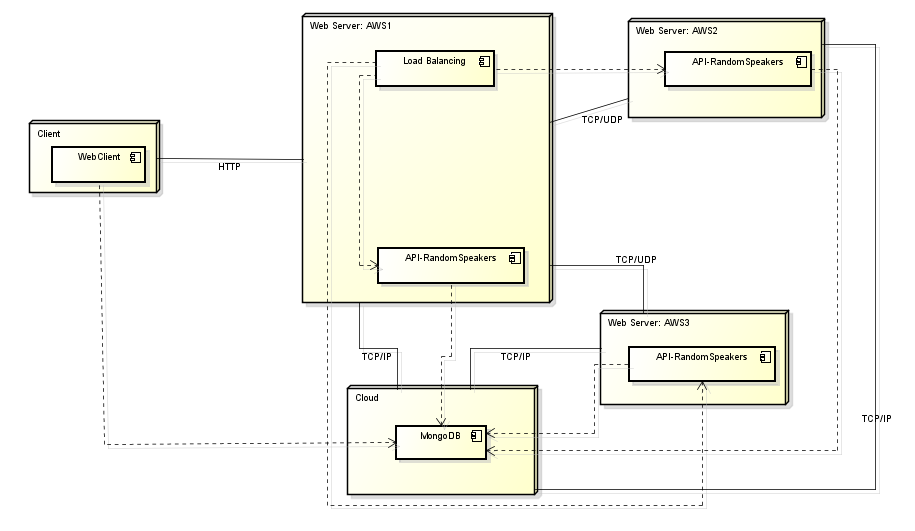 Web Server: AWS1
Load Balancing
Web Server: AWS2
API-RandomSpeakers
TCP/UDP
Client
WebClient
HTTP
API-RandomSpeakers
TCP/UDP
Web Server: AWS3
API-RandomSpeakers
TCP/IP
TCP/IP
Cloud
MongoDB
TCP/IP